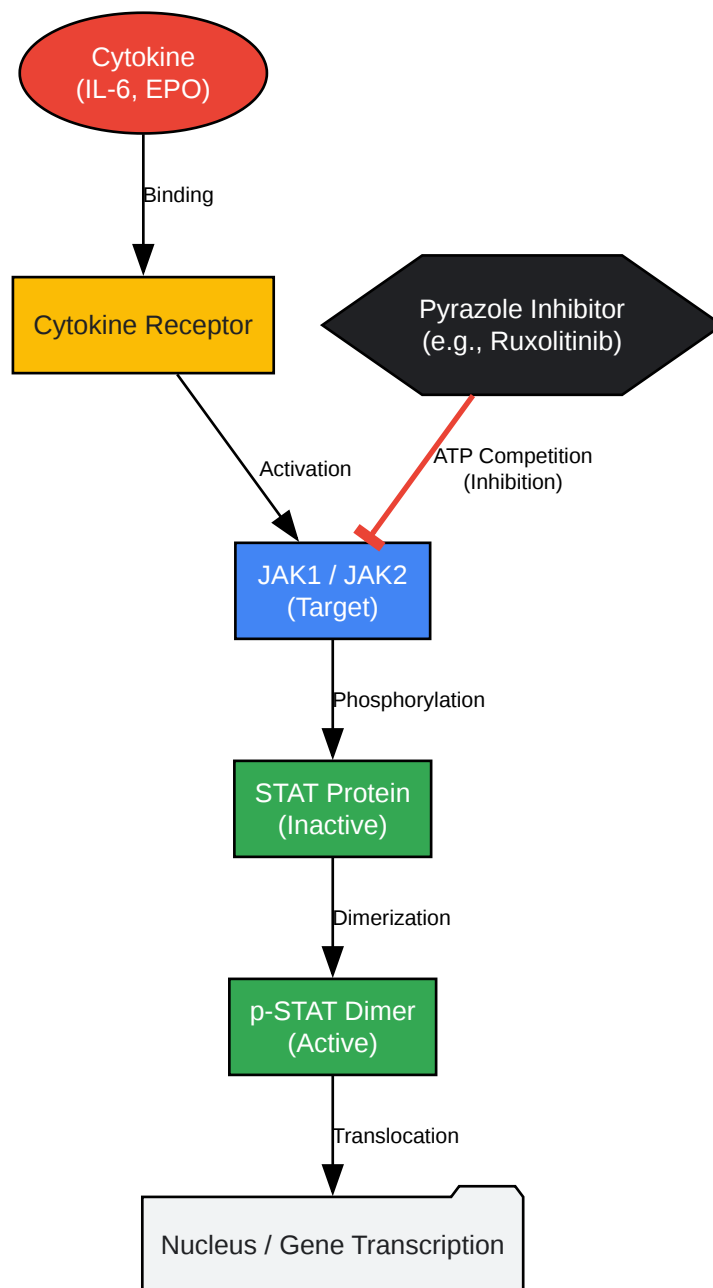 Cytokine
(IL-6, EPO)
Binding
Cytokine Receptor
Pyrazole Inhibitor
(e.g., Ruxolitinib)
Activation
ATP Competition
(Inhibition)
JAK1 / JAK2
(Target)
Phosphorylation
STAT Protein
(Inactive)
Dimerization
p-STAT Dimer
(Active)
Translocation
Nucleus / Gene Transcription